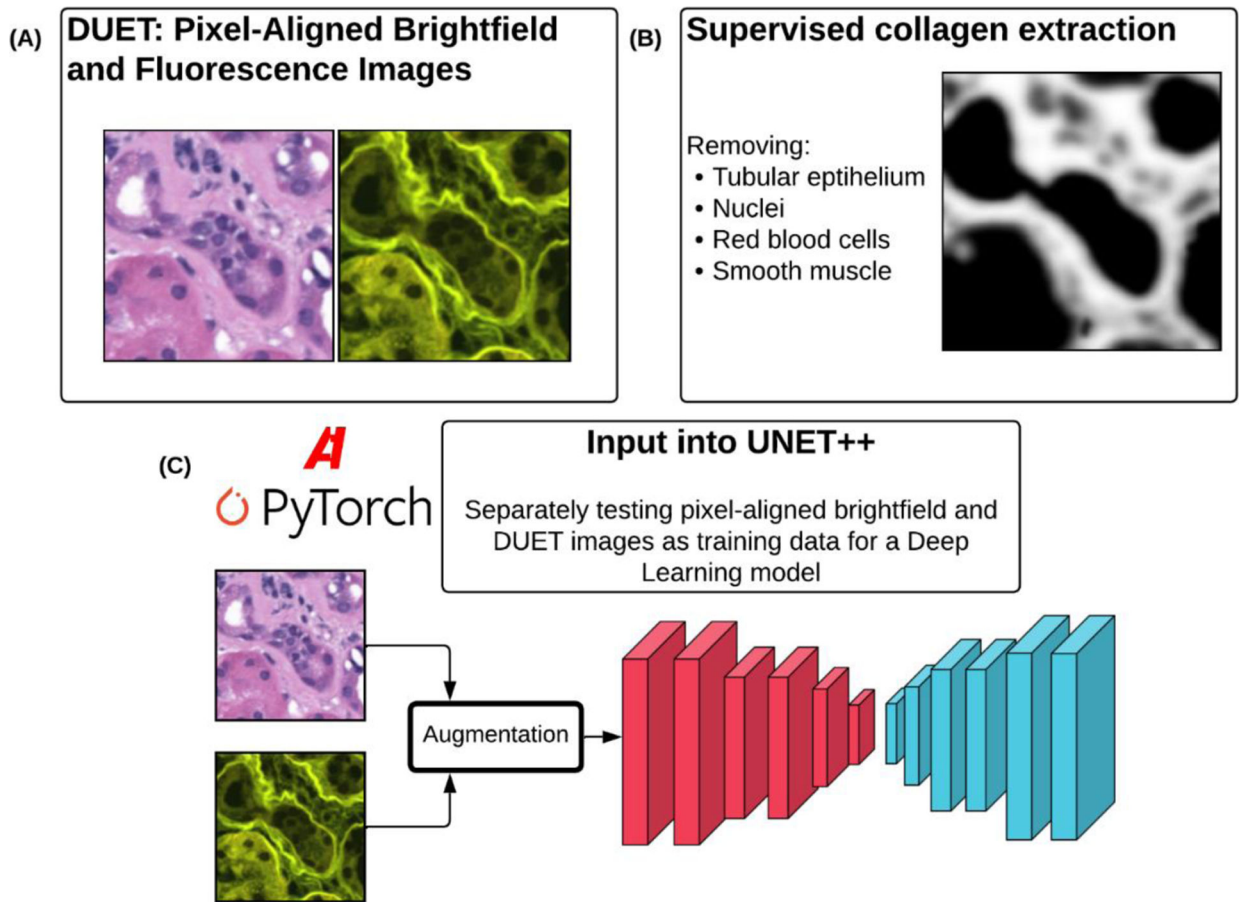 (A)
DUET: Pixel-Aligned Brightfield
and Fluorescence Images
(B)
Supervised collagen extraction
Removing:
• Tubular eptihelium
• Nuclei
• Red blood cells
• Smooth muscle
(C)
PyTorch
Input into UNET++
Separately testing pixel-aligned brightfield and
DUET images as training data for a Deep
Learning model
Augmentation